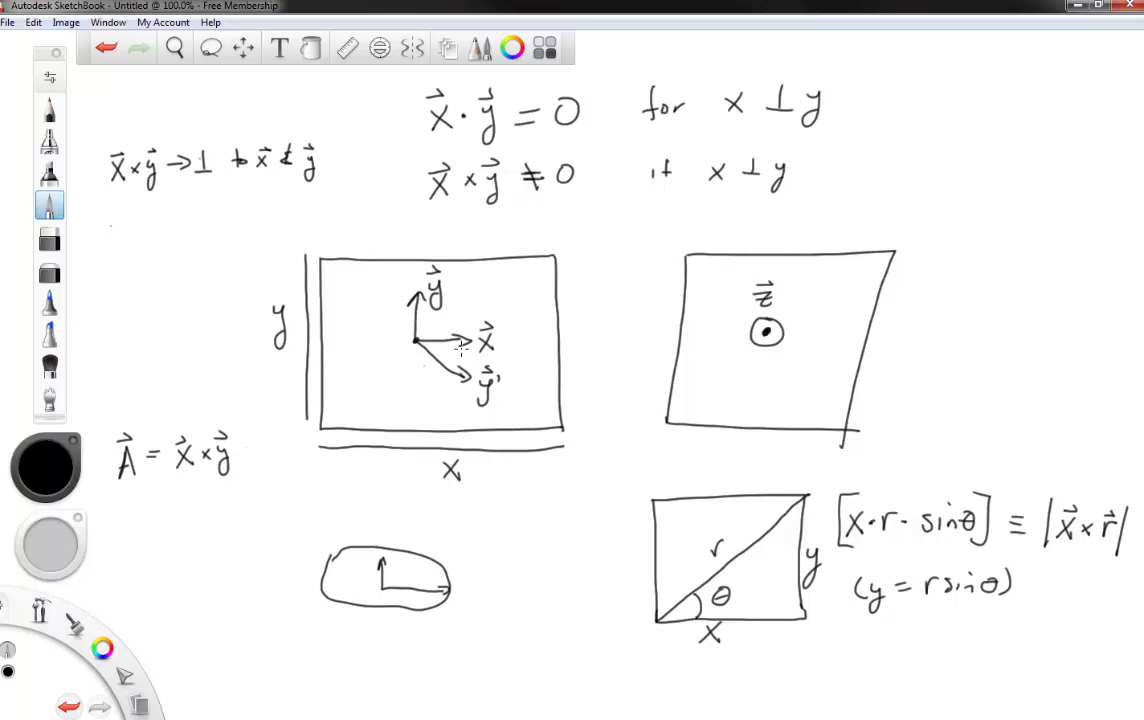 Autodesk SketchBook - Untitled @ 100.0% - Free Membership
File Edit Image Window My Account Help
T
x⃗ · y⃗ = 0 for x ⊥ y
x⃗ × y⃗ → ⊥ to x⃗ & y⃗
x⃗ × y⃗ ≠ 0 if x ⊥ y
y
y⃗
x⃗
y⃗'
x
z⃗
A⃗ = x⃗ × y⃗
r
θ
x
y
[x · r · sinθ] ≡ |x⃗ × r⃗|
(y = r sinθ)